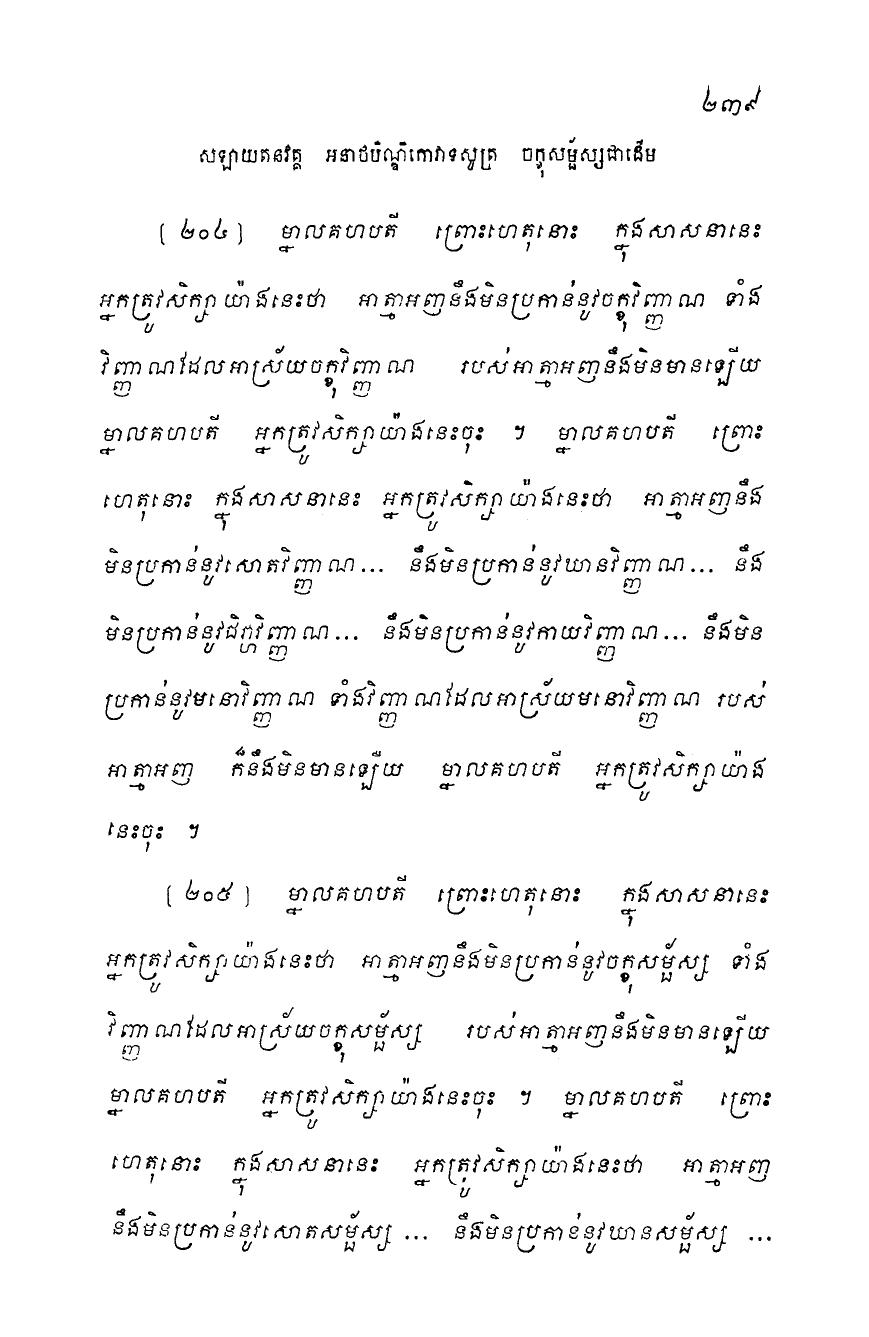 ២៣៩
សឡាយតនវគ្គ អនាថបិណ្ឌិកោវាទសូត្រ ចក្ខុសម្ផ័ស្សជាដើម
[ ២០៤ ] ម្នាលគហបតី ព្រោះហេតុនោះ ក្នុងសាសនានេះ
អ្នកត្រូវសិក្សាយ៉ាងនេះថា អាត្មាអញនឹងមិនប្រកាន់នូវចក្ខុវិញ្ញាណ ទាំង
វិញ្ញាណដែលអាស្រ័យចក្ខុវិញ្ញាណ របស់អាត្មាអញនឹងមិនមានឡើយ
ម្នាលគហបតី អ្នកត្រូវសិក្សាយ៉ាងនេះចុះ ។ ម្នាលគហបតី ព្រោះ
ហេតុនោះ ក្នុងសាសនានេះ អ្នកត្រូវសិក្សាយ៉ាងនេះថា អាត្មាអញនឹង
មិនប្រកាន់នូវសោតវិញ្ញាណ... នឹងមិនប្រកាន់នូវឃានវិញ្ញាណ... នឹង
មិនប្រកាន់នូវជិវ្ហាវិញ្ញាណ... នឹងមិនប្រកាន់នូវកាយវិញ្ញាណ... នឹងមិន
ប្រកាន់នូវមនោវិញ្ញាណ ទាំងវិញ្ញាណដែលអាស្រ័យមនោវិញ្ញាណ របស់
អាត្មាអញ ក៏នឹងមិនមានឡើយ ម្នាលគហបតី អ្នកត្រូវសិក្សាយ៉ាង
នេះចុះ ។
[ ២០៥ ] ម្នាលគហបតី ព្រោះហេតុនោះ ក្នុងសាសនានេះ
អ្នកត្រូវសិក្សាយ៉ាងនេះថា អាត្មាអញនឹងមិនប្រកាន់នូវចក្ខុសម្ផ័ស្ស ទាំង
វិញ្ញាណដែលអាស្រ័យចក្ខុសម្ផ័ស្ស របស់អាត្មាអញនឹងមិនមានឡើយ
ម្នាលគហបតី អ្នកត្រូវសិក្សាយ៉ាងនេះចុះ ។ ម្នាលគហបតី ព្រោះ
ហេតុនោះ ក្នុងសាសនានេះ អ្នកត្រូវសិក្សាយ៉ាងនេះថា អាត្មាអញ
នឹងមិនប្រកាន់នូវសោតសម្ផ័ស្ស ... នឹងមិនប្រកាន់នូវឃានសម្ផ័ស្ស ...